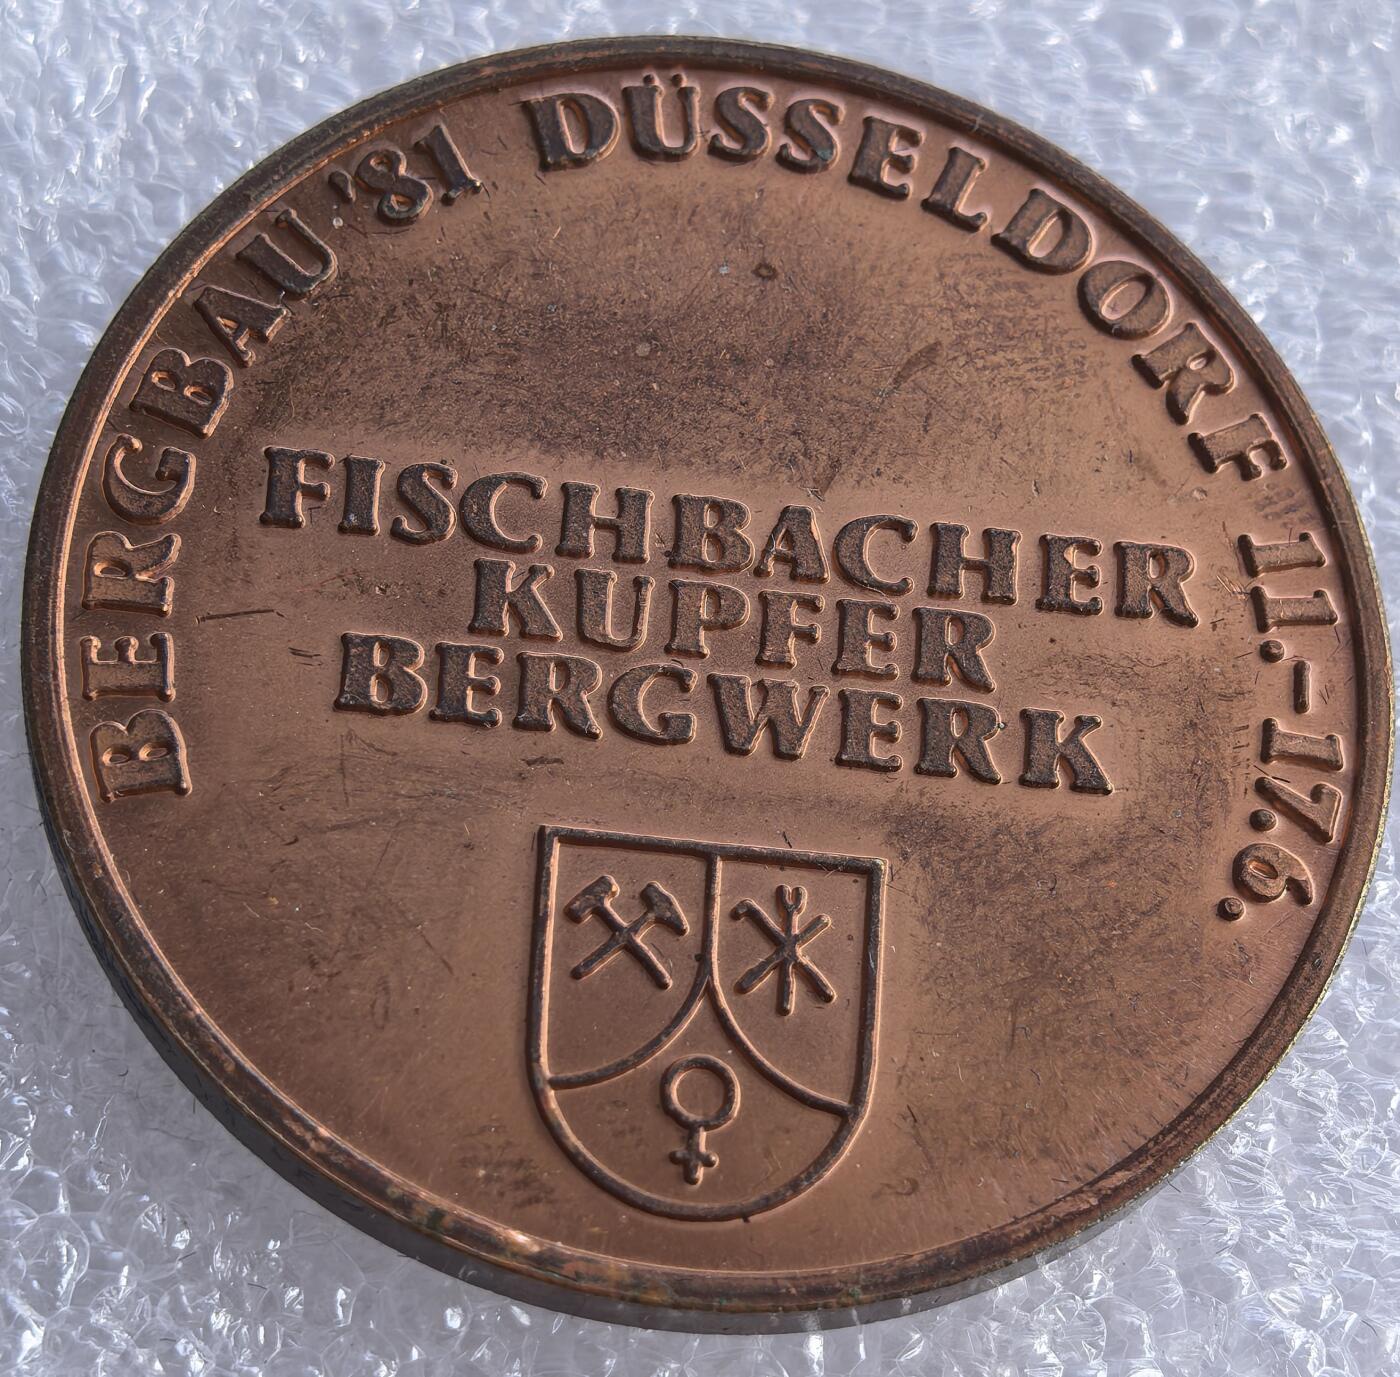 BERGBAU '81 DÜSSELDORF 11.-17.6.
FISCHBACHER
KUPFER
BERGWERK